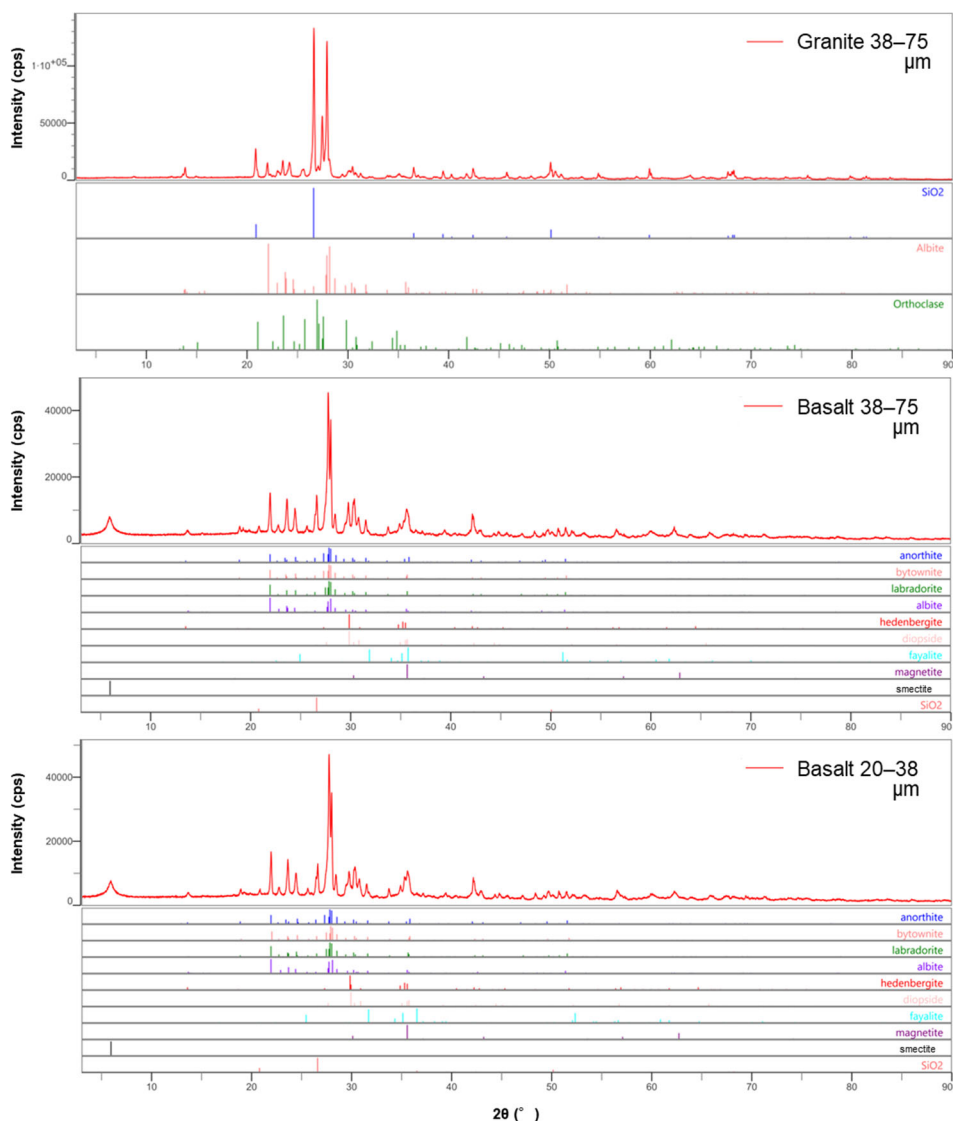 Intensity (cps)
1·10+05
50000
0
Granite 38–75
µm
SiO2
Albite
Orthoclase
10 20 30 40 50 60 70 80 90
Intensity (cps)
40000
20000
0
Basalt 38–75
µm
anorthite
bytownite
labradorite
albite
hedenbergite
diopside
fayalite
magnetite
smectite
SiO2
10 20 30 40 50 60 70 80 90
Intensity (cps)
40000
20000
0
Basalt 20–38
µm
anorthite
bytownite
labradorite
albite
hedenbergite
diopside
fayalite
magnetite
smectite
SiO2
10 20 30 40 50 60 70 80 90
2θ (°)